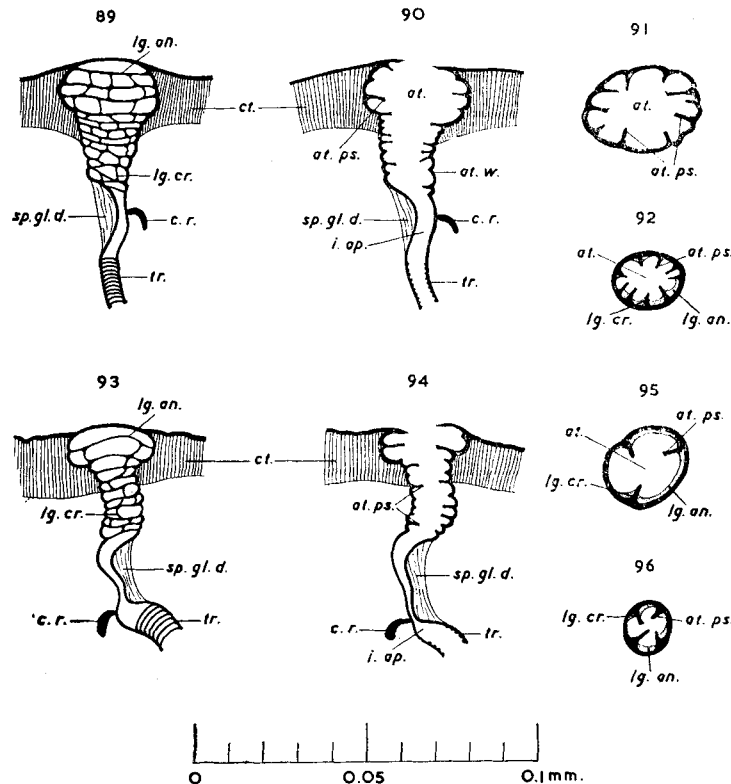 89
90
91
lg. an.
ct.
at.
at. ps.
at. w.
lg. cr.
sp. gl. d.
c. r.
tr.
sp. gl. d.
i. ap.
c. r.
tr.
at.
at. ps.
92
at.
at. ps.
lg. cr.
lg. an.
93
94
95
lg. an.
ct.
lg. cr.
sp. gl. d.
c. r.
tr.
at. ps.
sp. gl. d.
c. r.
i. ap.
tr.
at.
at. ps.
lg. cr.
lg. an.
96
lg. cr.
at. ps.
lg. an.
0
0.05
0.1 mm.